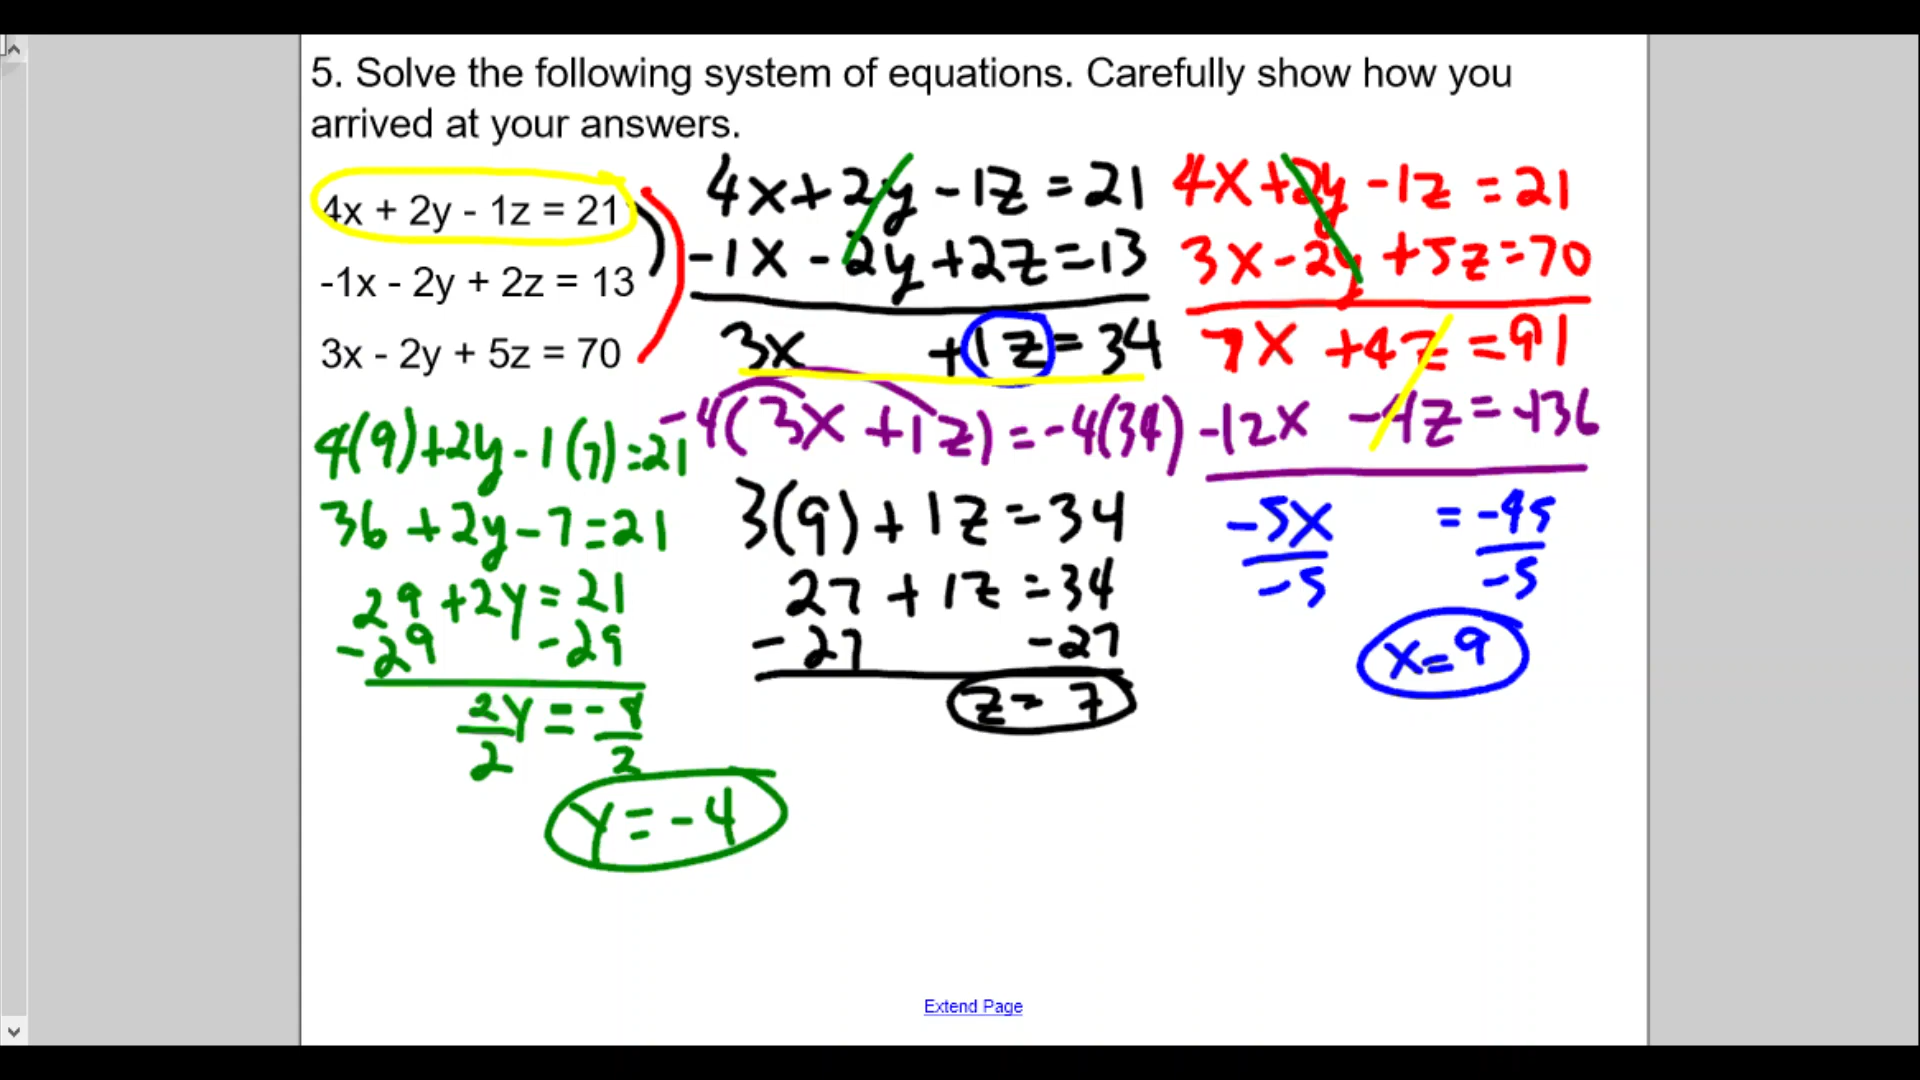 5. Solve the following system of equations. Carefully show how you
arrived at your answers.
4x + 2y - 1z = 21
-1x - 2y + 2z = 13
3x - 2y + 5z = 70
4x+2y-1z=21
-1x-2y+2z=13
3x +1z=34
-4(3x+1z)=-4(34)
4x+2y-1z=21
3x-2y+5z=70
7x+4z=91
-12x -4z=-136
-5x = -45
-5 -5
x=9
3(9)+1z=34
27+1z=34
-27 -27
z=7
4(9)+2y-1(7)=21
36+2y-7=21
29+2y=21
-29 -29
2y=-8
2 2
y=-4
Extend Page